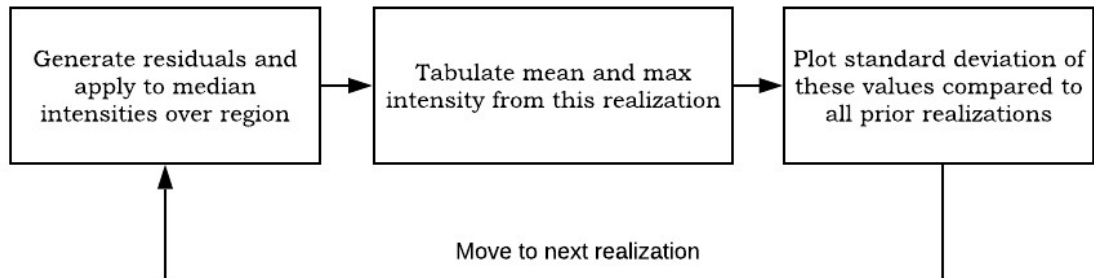 Generate residuals and
apply to median
intensities over region
Tabulate mean and max
intensity from this realization
Plot standard deviation of
these values compared to
all prior realizations
Move to next realization